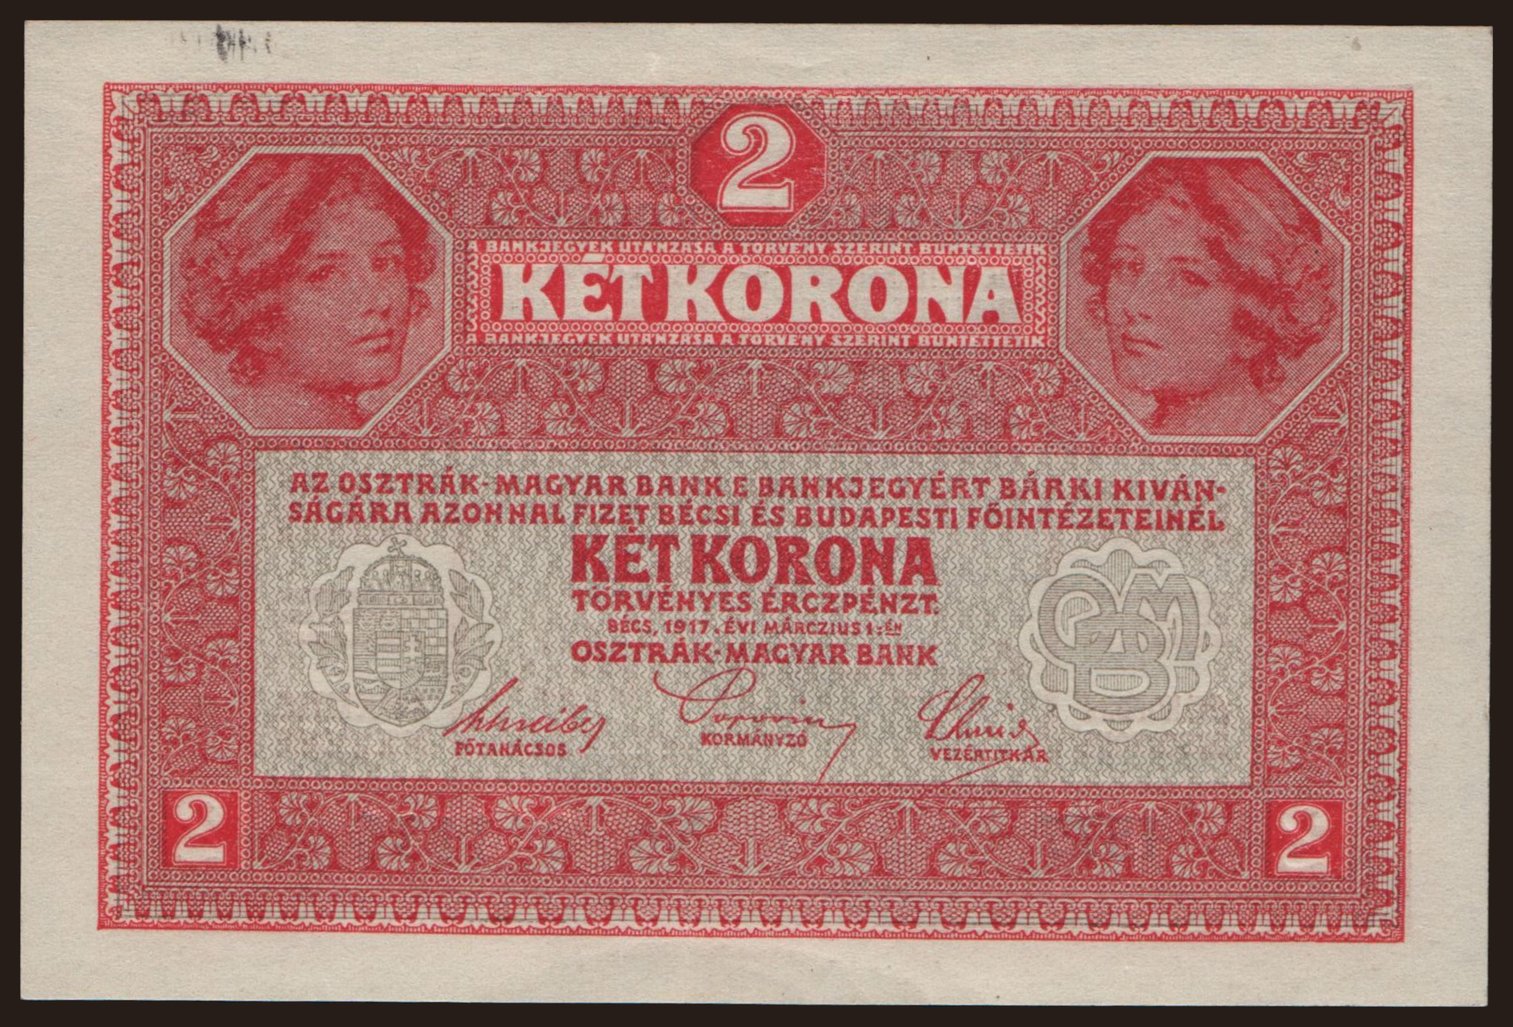 2
A BANKJEGYEK UTÁNZÁSA A TÖRVÉNY SZERINT BÜNTETTETIK
KÉT KORONA
A BANKJEGYEK UTÁNZÁSA A TÖRVÉNY SZERINT BÜNTETTETIK
AZ OSZTRÁK-MAGYAR BANK E BANKJEGYÉRT BÁRKI KIVÁN-
SÁGÁRA AZONNAL FIZET BÉCSI ÉS BUDAPESTI FŐINTÉZETEINÉL
KÉT KORONA
TÖRVÉNYES ÉRCZPÉNZT.
BÉCS, 1917. ÉVI MÁRCZIUS 1-ÉN
OSZTRÁK-MAGYAR BANK
FŐTANÁCSOS
KORMÁNYZÓ
VEZÉRTITKÁR
2
2